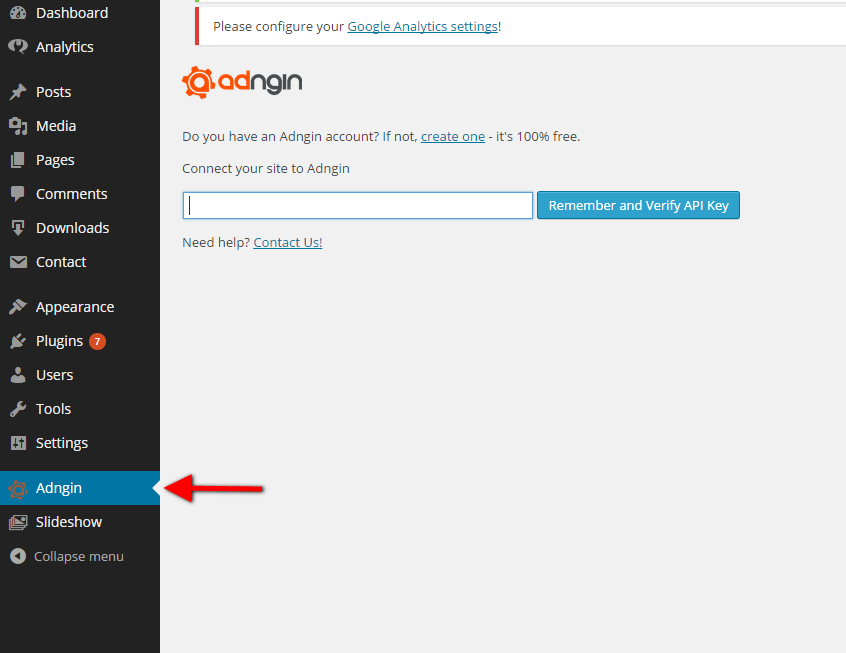 Dashboard
Analytics
Posts
Media
Pages
Comments
Downloads
Contact
Appearance
Plugins 7
Users
Tools
Settings
Adngin
Slideshow
Collapse menu
Please configure your Google Analytics settings!
adngin
Do you have an Adngin account? If not, create one - it's 100% free.
Connect your site to Adngin
Remember and Verify API Key
Need help? Contact Us!